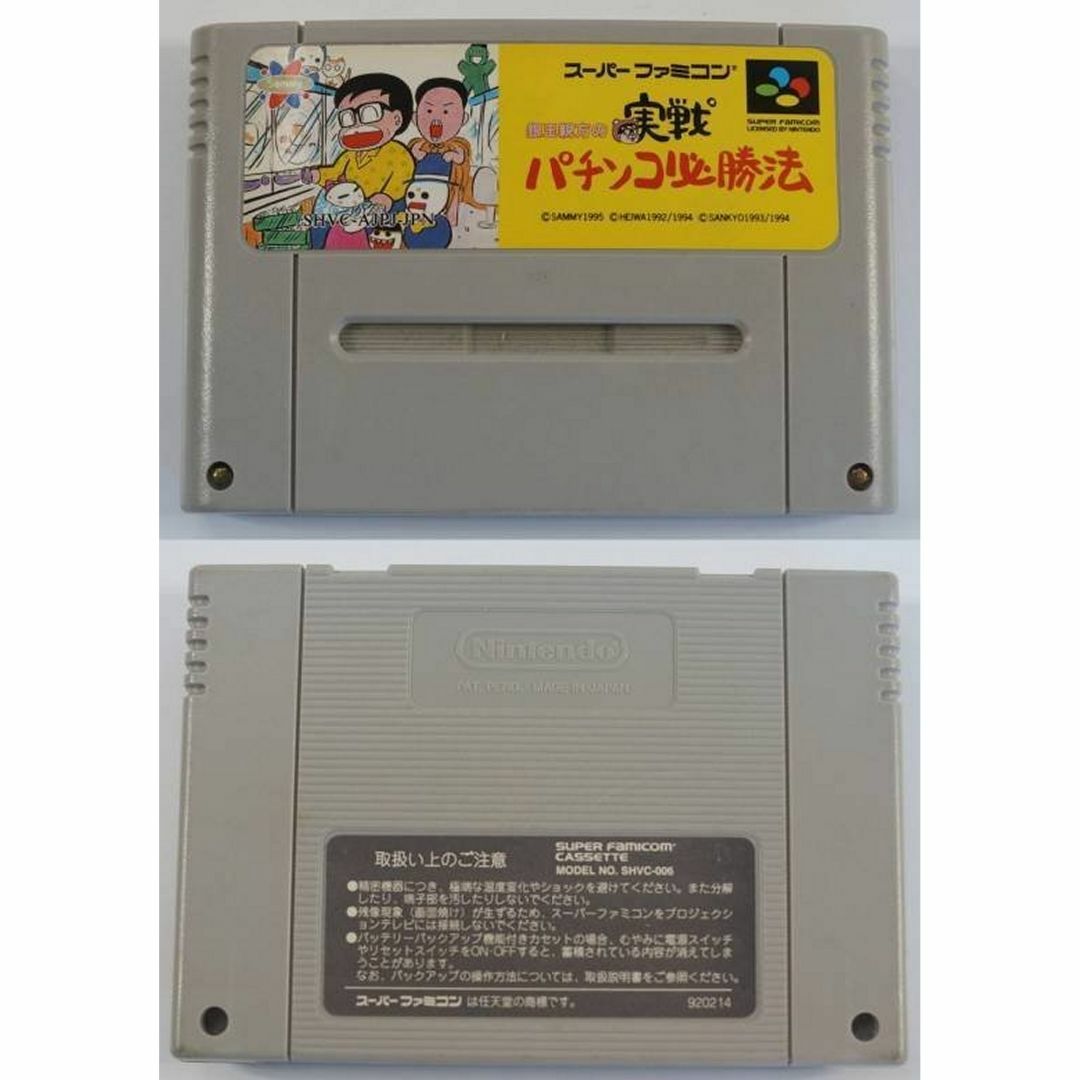 Sammy
スーパーファミコン
銀玉親方の
実戦
パチンコ必勝法
SUPER FAMICOM
LICENSED BY NINTENDO
SHVC-AJPJ-JPN
©SAMMY1995 ©HEIWA1992/1994 ©SANKYO1993/1994
Nintendo
PAT. PEND. MADE IN JAPAN
取扱い上のご注意
SUPER FAMICOM
CASSETTE
MODEL NO. SHVC-006
●精密機器につき、極端な温度変化やショックを避けてください。また分解
したり、端子部を汚したりしないでください。
●残像現象（画面焼け）が生ずるため、スーパーファミコンをプロジェクシ
ョンテレビには接続しないでください。
●バッテリーバックアップ機能付きカセットの場合、むやみに電源スイッチ
やリセットスイッチをON・OFFすると、蓄積されている内容が消えてしま
うことがあります。
なお、バックアップの操作方法については、取扱説明書をご参照ください。
スーパーファミコン は任天堂の商標です。
920214